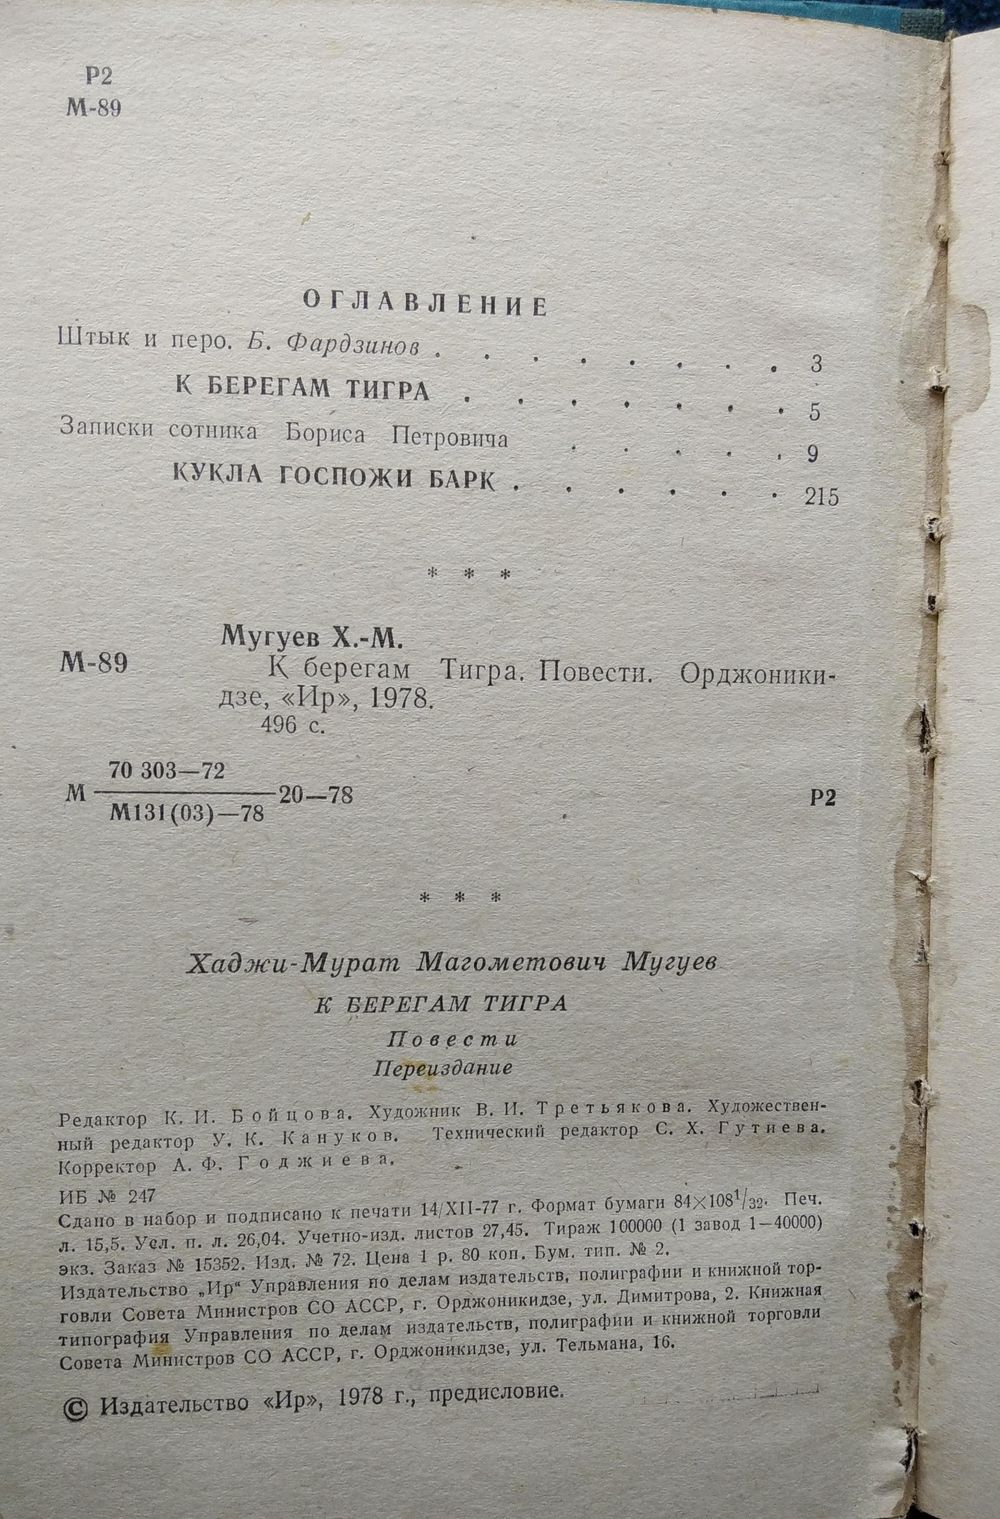 Р2
М-89
ОГЛАВЛЕНИЕ
Штык и перо. Б. Фардзинов . . . . . . . . 3
К БЕРЕГАМ ТИГРА . . . . . . . 5
Записки сотника Бориса Петровича . . . . . 9
КУКЛА ГОСПОЖИ БАРК . . . . . . 215
* * *
Мугуев Х.-М.
М-89 К берегам Тигра. Повести. Орджоники-
дзе, «Ир», 1978.
496 с.
70 303—72
М 20—78 Р2
М131(03)—78
* * *
Хаджи-Мурат Магометович Мугуев
К БЕРЕГАМ ТИГРА
Повести
Переиздание
Редактор К. И. Бойцова. Художник В. И. Третьякова. Художествен-
ный редактор У. К. Кануков. Технический редактор С. Х. Гутиева.
Корректор А. Ф. Годжиева.
ИБ № 247
Сдано в набор и подписано к печати 14/XII-77 г. Формат бумаги 84×108¹/₃₂. Печ.
л. 15,5. Усл. п. л. 26,04. Учетно-изд. листов 27,45. Тираж 100000 (1 завод 1—40000)
экз. Заказ № 15352. Изд. № 72. Цена 1 р. 80 коп. Бум. тип. № 2.
Издательство „Ир“ Управления по делам издательств, полиграфии и книжной тор-
говли Совета Министров СО АССР, г. Орджоникидзе, ул. Димитрова, 2. Книжная
типография Управления по делам издательств, полиграфии и книжной торговли
Совета Министров СО АССР, г. Орджоникидзе, ул. Тельмана, 16.
© Издательство «Ир», 1978 г., предисловие.